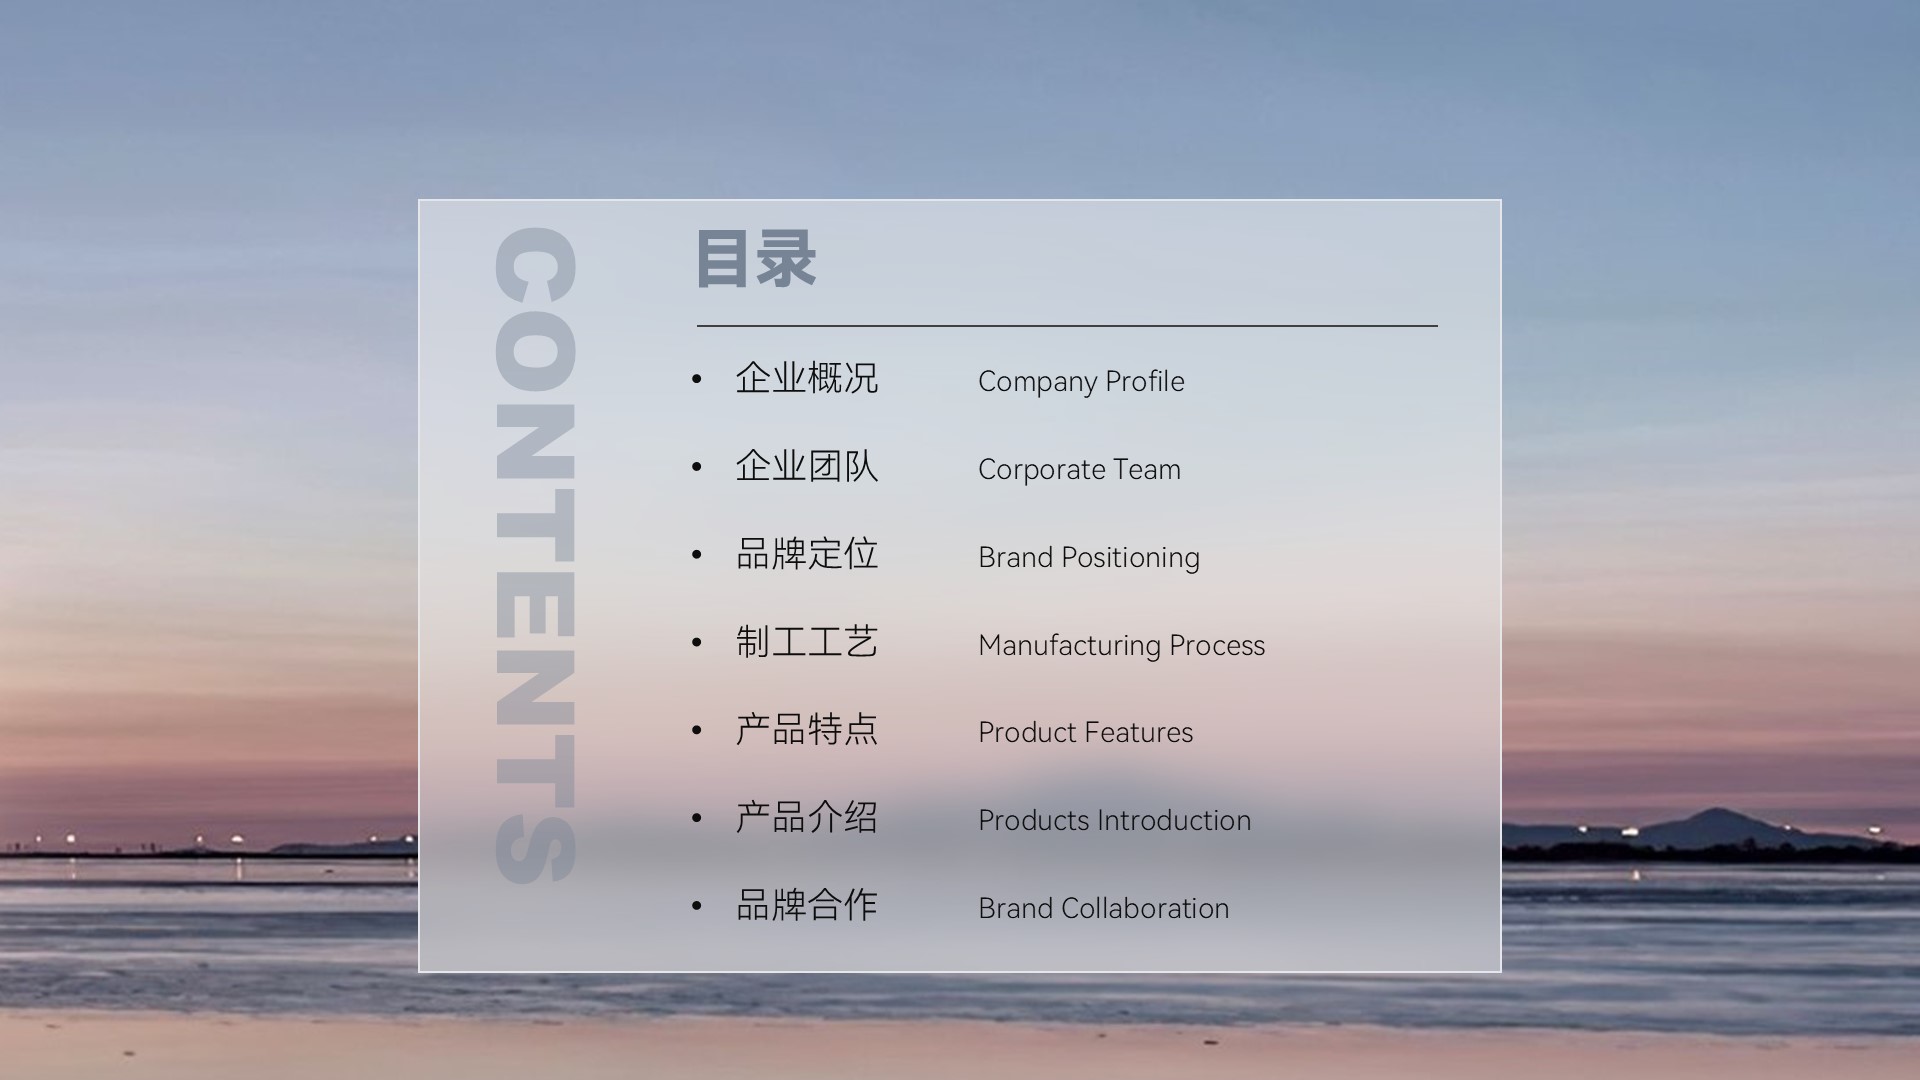 CONTENTS
目录
企业概况 Company Profile
企业团队 Corporate Team
品牌定位 Brand Positioning
制工工艺 Manufacturing Process
产品特点 Product Features
产品介绍 Products Introduction
品牌合作 Brand Collaboration